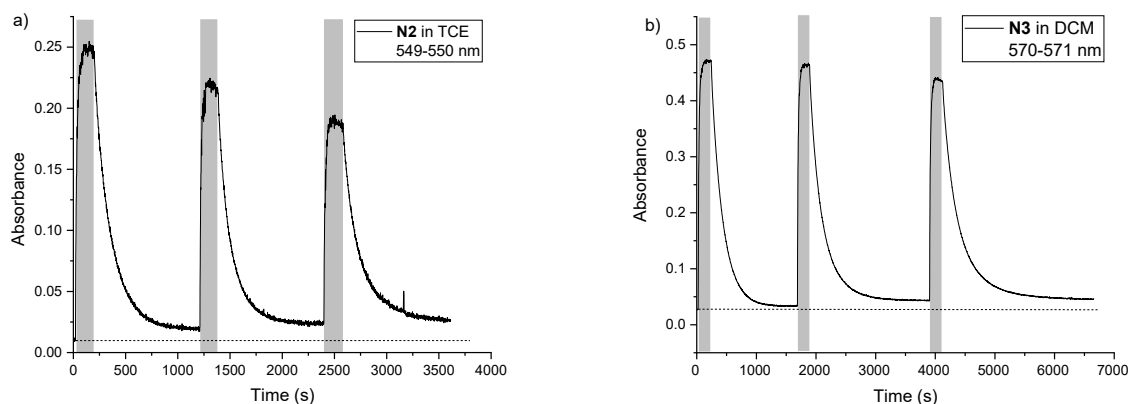 a)
N2 in TCE
549-550 nm
0.25
0.20
0.15
0.10
0.05
0.00
Absorbance
0 500 1000 1500 2000 2500 3000 3500 4000
Time (s)
b)
N3 in DCM
570-571 nm
0.5
0.4
0.3
0.2
0.1
0.0
Absorbance
0 1000 2000 3000 4000 5000 6000 7000
Time (s)